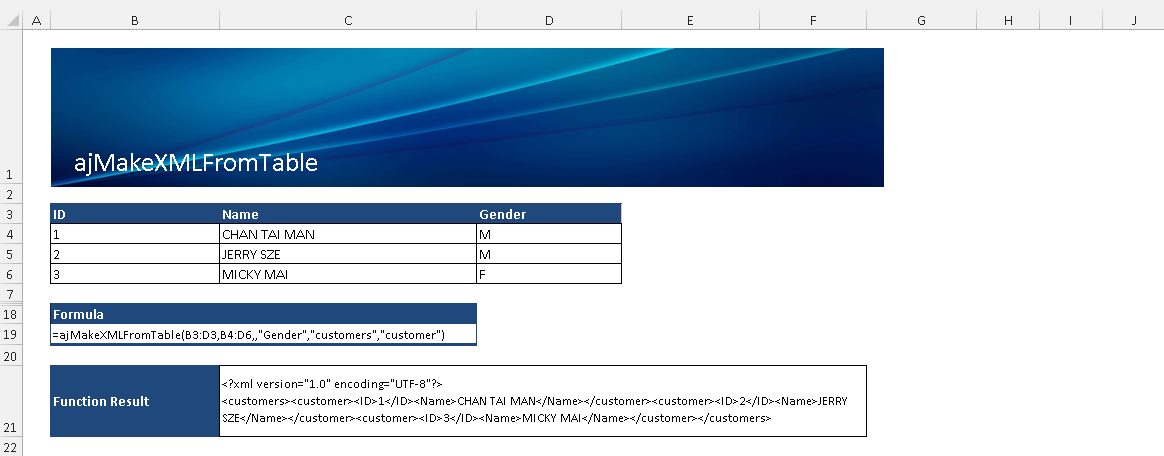 A B C D E F G H I J
ajMakeXMLFromTable
1
2
3 ID Name Gender
4 1 CHAN TAI MAN M
5 2 JERRY SZE M
6 3 MICKY MAI F
7
18 Formula
19 =ajMakeXMLFromTable(B3:D3,B4:D6,,"Gender","customers","customer")
20
<?xml version="1.0" encoding="UTF-8"?>
Function Result <customers><customer><ID>1</ID><Name>CHAN TAI MAN</Name></customer><customer><ID>2</ID><Name>JERRY
21 SZE</Name></customer><customer><ID>3</ID><Name>MICKY MAI</Name></customer></customers>
22